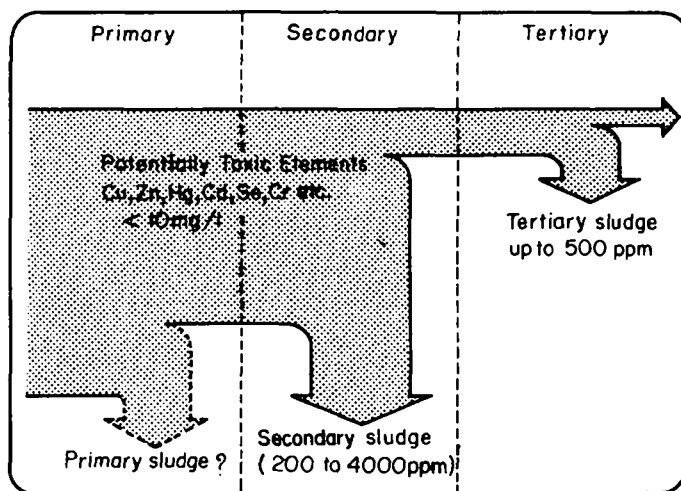 Primary
Secondary
Tertiary
Potentially Toxic Elements
Cu,Zn,Hg,Cd,Se,Cr etc.
< 10mg/l
Tertiary sludge
up to 500 ppm
Primary sludge ?
Secondary sludge
( 200 to 4000ppm)